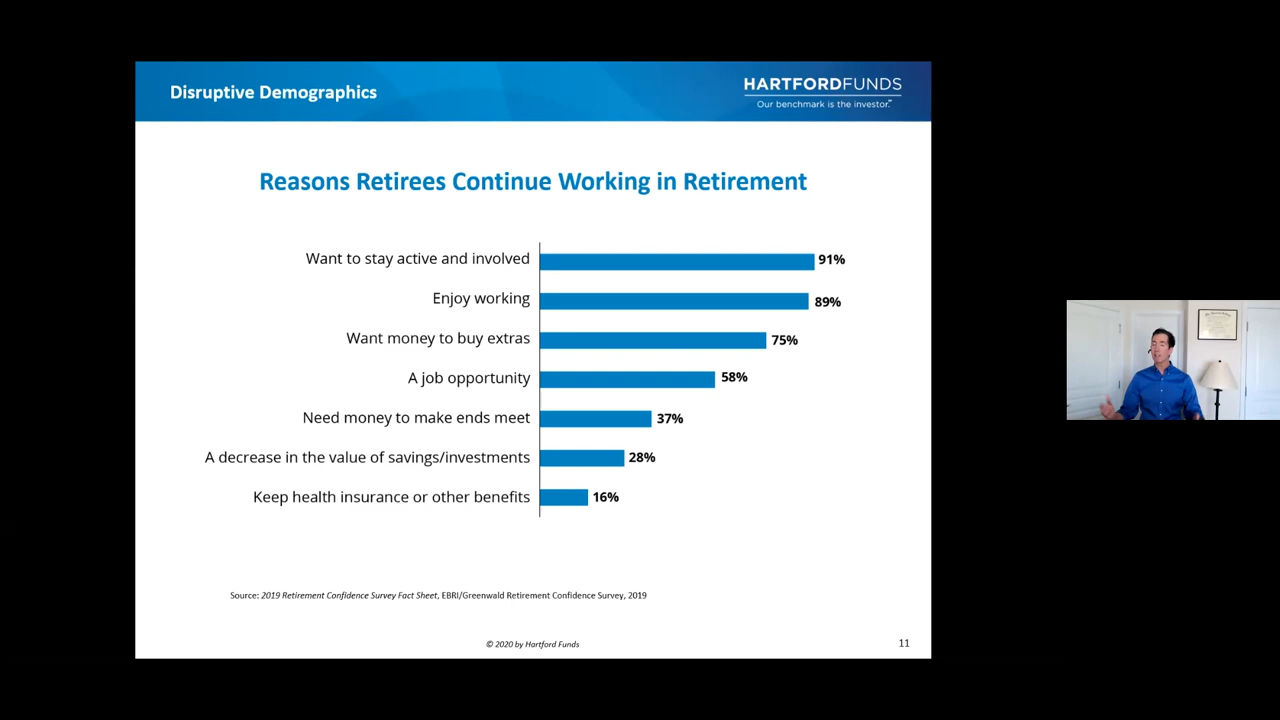 Disruptive Demographics
HARTFORDFUNDS
Our benchmark is the investor.™
Reasons Retirees Continue Working in Retirement
Want to stay active and involved 91%
Enjoy working 89%
Want money to buy extras 75%
A job opportunity 58%
Need money to make ends meet 37%
A decrease in the value of savings/investments 28%
Keep health insurance or other benefits 16%
Source: 2019 Retirement Confidence Survey Fact Sheet, EBRI/Greenwald Retirement Confidence Survey, 2019
© 2020 by Hartford Funds
11